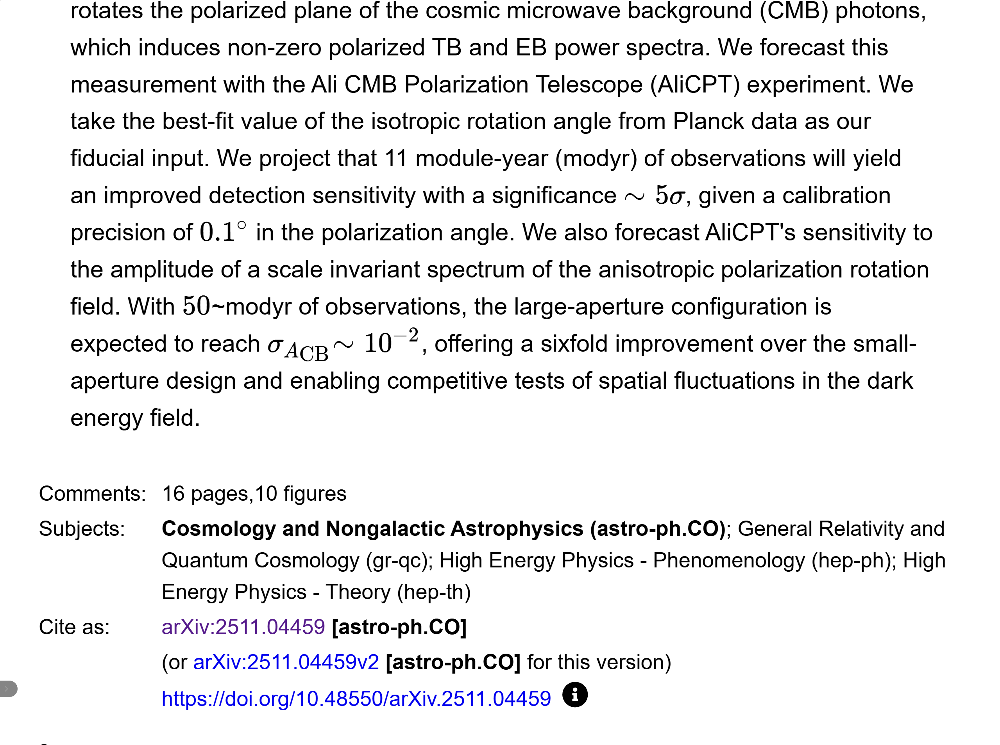 rotates the polarized plane of the cosmic microwave background (CMB) photons,
which induces non-zero polarized TB and EB power spectra. We forecast this
measurement with the Ali CMB Polarization Telescope (AliCPT) experiment. We
take the best-fit value of the isotropic rotation angle from Planck data as our
fiducial input. We project that 11 module-year (modyr) of observations will yield
an improved detection sensitivity with a significance ∼ 5σ, given a calibration
precision of 0.1° in the polarization angle. We also forecast AliCPT's sensitivity to
the amplitude of a scale invariant spectrum of the anisotropic polarization rotation
field. With 50~modyr of observations, the large-aperture configuration is
expected to reach σ_{A_{CB}} ∼ 10^{−2}, offering a sixfold improvement over the small-
aperture design and enabling competitive tests of spatial fluctuations in the dark
energy field.
Comments: 16 pages,10 figures
Subjects: Cosmology and Nongalactic Astrophysics (astro-ph.CO); General Relativity and
Quantum Cosmology (gr-qc); High Energy Physics - Phenomenology (hep-ph); High
Energy Physics - Theory (hep-th)
Cite as: arXiv:2511.04459 [astro-ph.CO]
(or arXiv:2511.04459v2 [astro-ph.CO] for this version)
https://doi.org/10.48550/arXiv.2511.04459